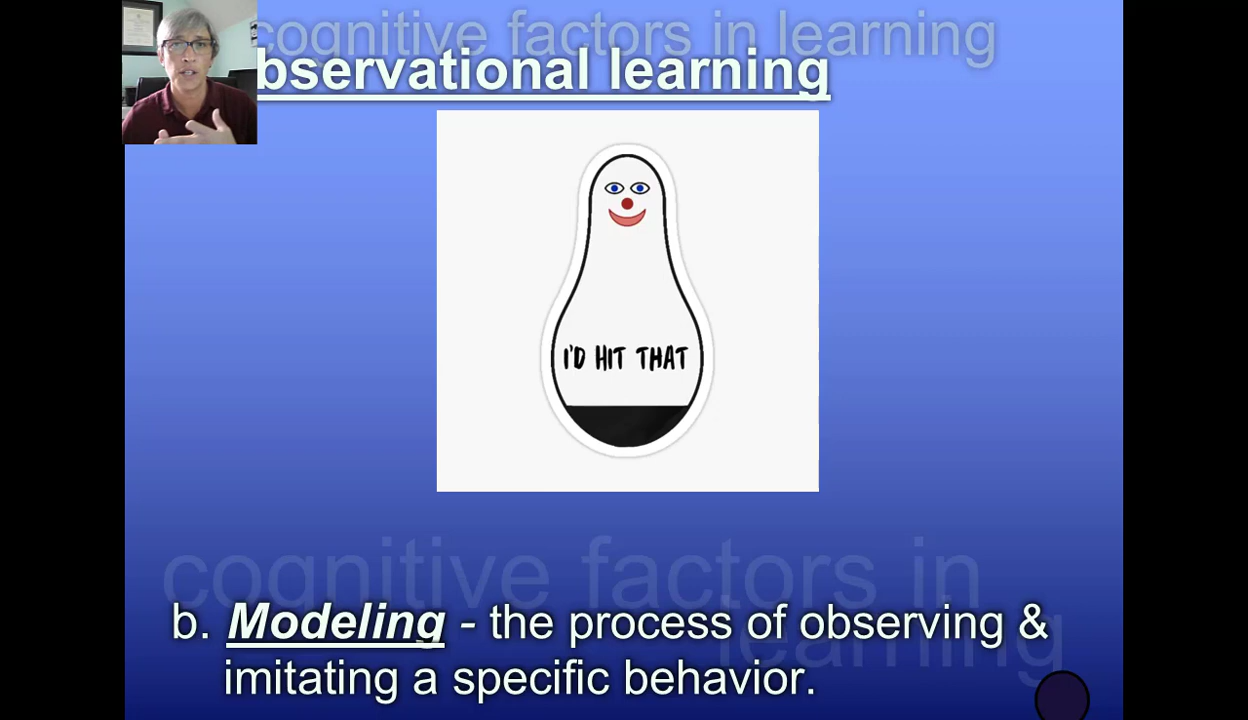 cognitive factors in learning
bservational learning
I'D HIT THAT
cognitive factors in
learning
b. Modeling - the process of observing &
imitating a specific behavior.